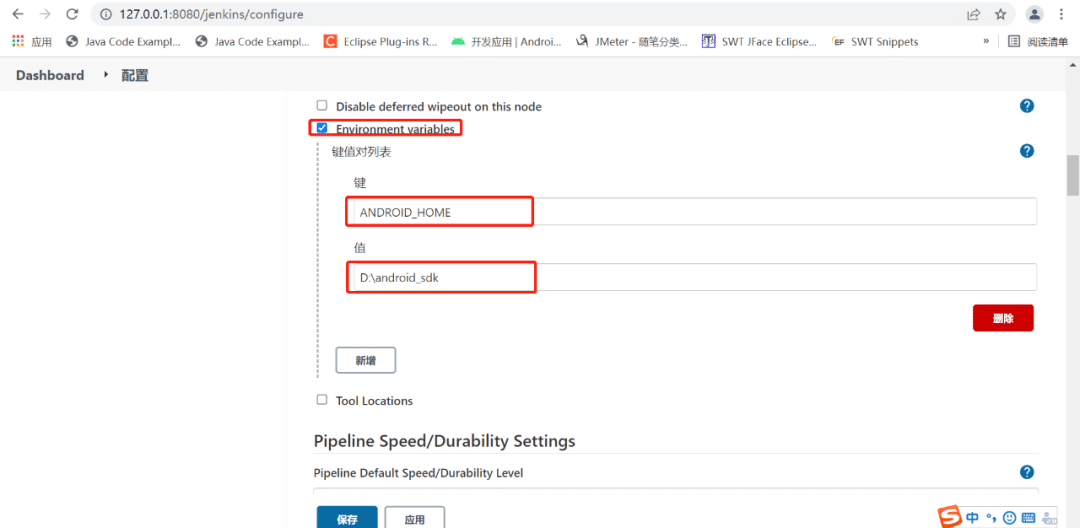 127.0.0.1:8080/jenkins/configure
应用 Java Code Exampl... Java Code Exampl... Eclipse Plug-ins R... 开发应用 | Androi... JMeter - 随笔分类... SWT JFace Eclipse... EF SWT Snippets » 阅读清单
Dashboard 配置
Disable deferred wipeout on this node ?
Environment variables
键值对列表 ?
键
ANDROID_HOME
值
D:\android_sdk
删除
新增
Tool Locations
Pipeline Speed/Durability Settings
Pipeline Default Speed/Durability Level ?
保存 应用
S 中 °,